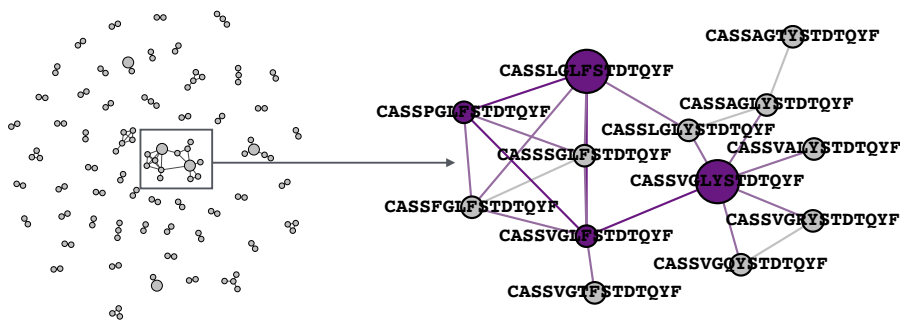 CASSAGTYSTDTQYF
CASSLGLFSTDTQYF
CASSPGLFSTDTQYF
CASSAGLYSTDTQYF
CASSLGLYSTDTQYF
CASSVALYSTDTQYF
CASSSGLFSTDTQYF
CASSVGLYSTDTQYF
CASSFGLFSTDTQYF
CASSVGRYSTDTQYF
CASSVGLFSTDTQYF
CASSVGQYSTDTQYF
CASSVGTFSTDTQYF